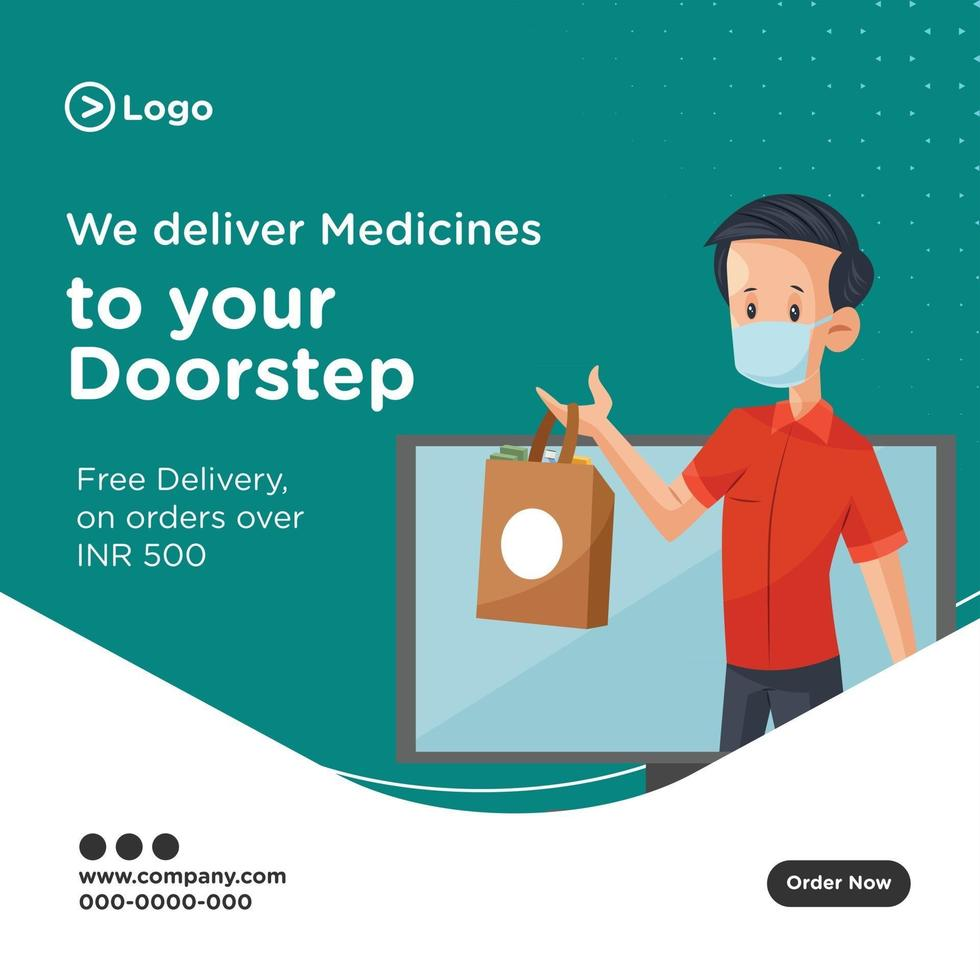 Logo
We deliver Medicines
to your
Doorstep
Free Delivery,
on orders over
INR 500
www.company.com
000-0000-000
Order Now